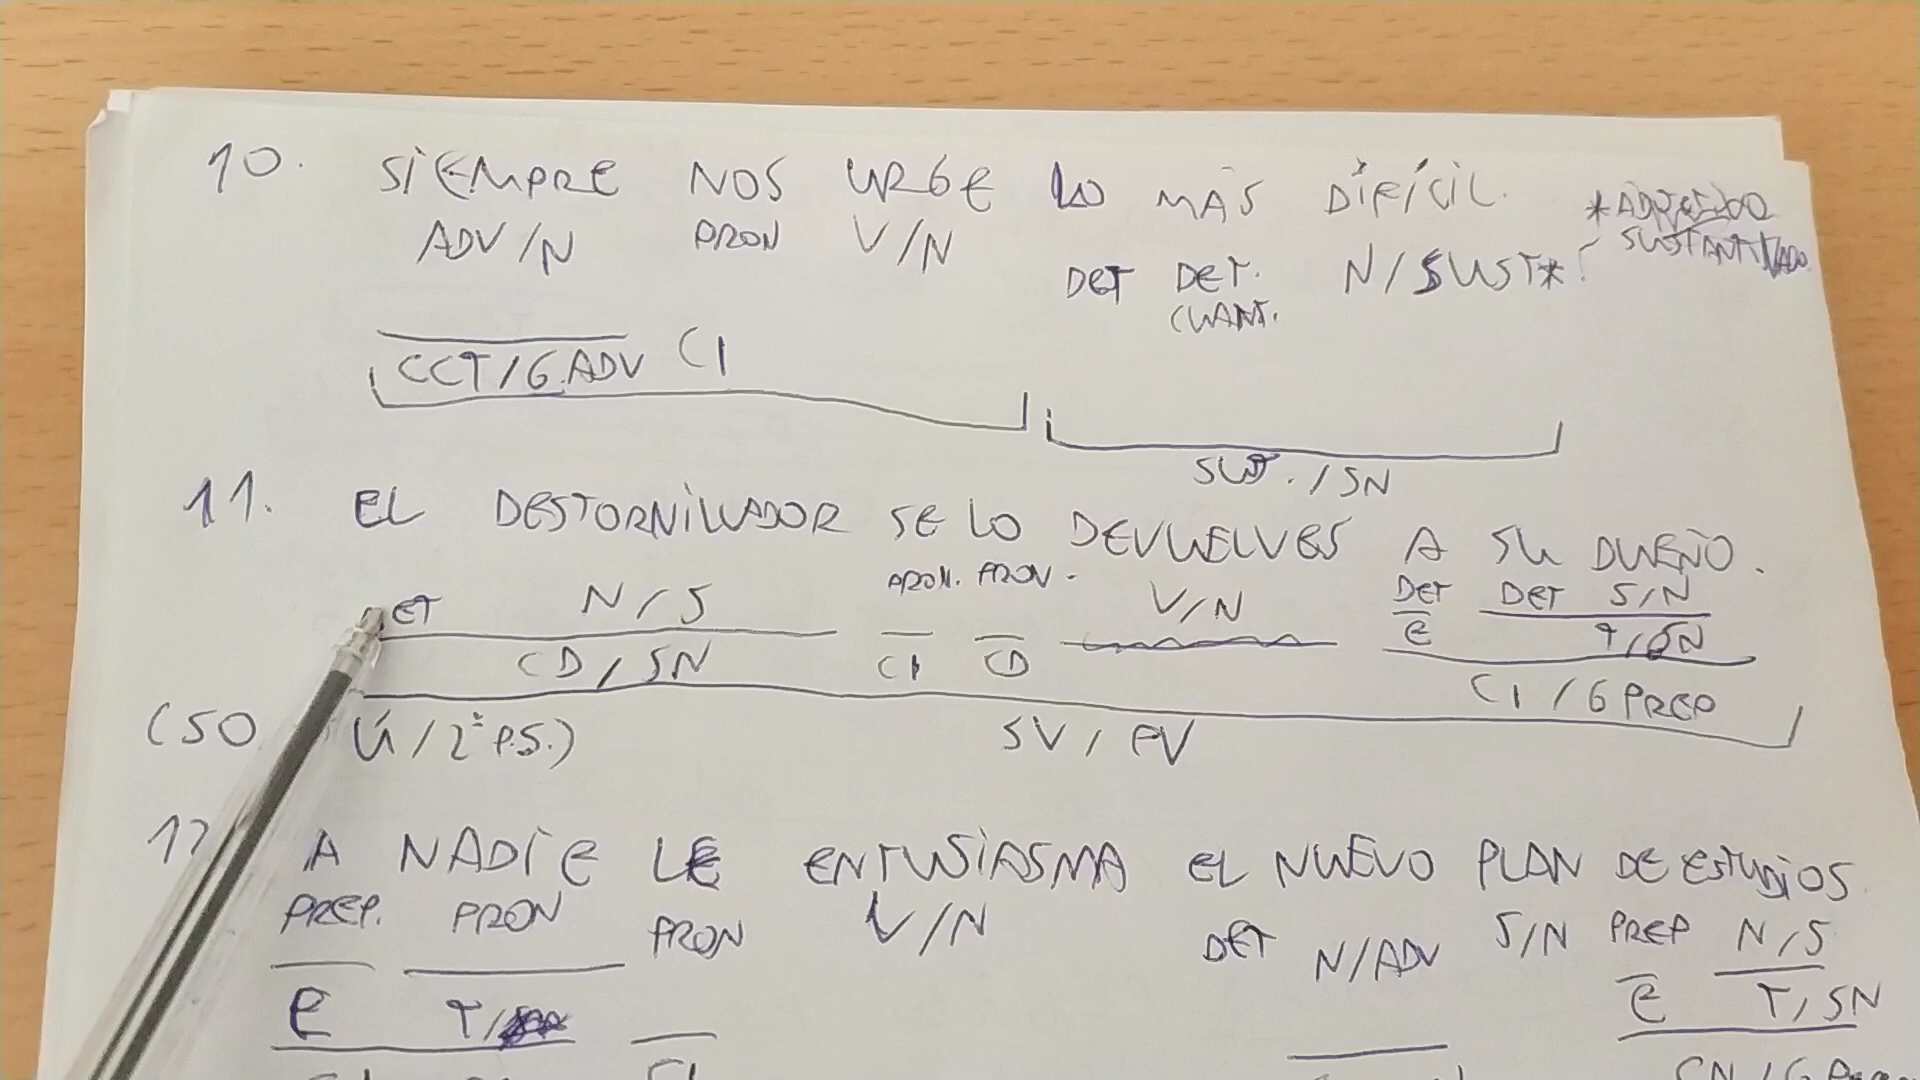 10. SIEMPRE NOS URGE LO MÁS DIFÍCIL.
ADV/N PRON V/N DET DET. N/SUST* *ADJETIVO
CUANT. SUSTANTIVADO
CCT/G.ADV CI
SUJ./SN
11. EL DESTORNILLADOR SE LO DEVUELVES A SU DUEÑO.
DET N/S PRON. PRON. V/N DET DET S/N
CD/SN CI CD E T/SN
CI/GPREP
(SO Ú/2ªP.S.) SV/PV
A NADIE LE ENTUSIASMA EL NUEVO PLAN DE ESTUDIOS
PREP. PRON PRON V/N DET N/ADV S/N PREP N/S
E T/ E T/SN
CI